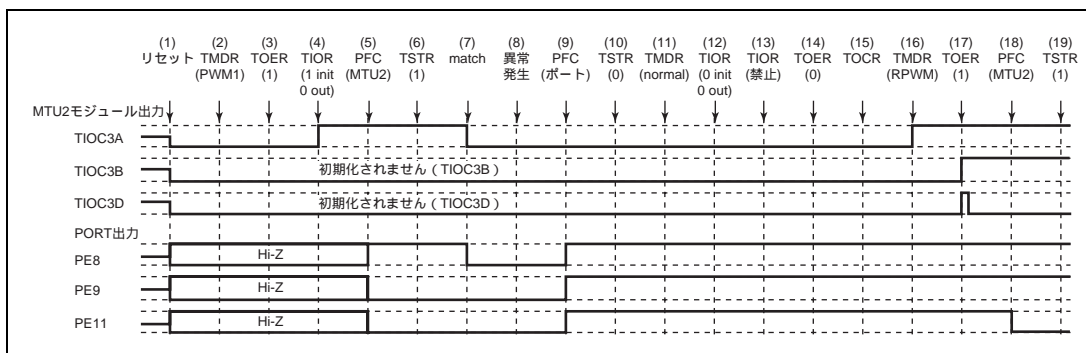 (1) (2) (3) (4) (5) (6) (7) (8) (9) (10) (11) (12) (13) (14) (15) (16) (17) (18) (19)
リセット TMDR TOER TIOR PFC TSTR match 異常 PFC TSTR TMDR TIOR TIOR TOER TOCR TMDR TOER PFC TSTR
(PWM1) (1) (1 init (MTU2) (1) 発生 (ポート) (0) (normal) (0 init (禁止) (0) (RPWM) (1) (MTU2) (1)
0 out) 0 out)
MTU2モジュール出力
TIOC3A
TIOC3B 初期化されません(TIOC3B)
TIOC3D 初期化されません(TIOC3D)
PORT出力
PE8 Hi-Z
PE9 Hi-Z
PE11 Hi-Z